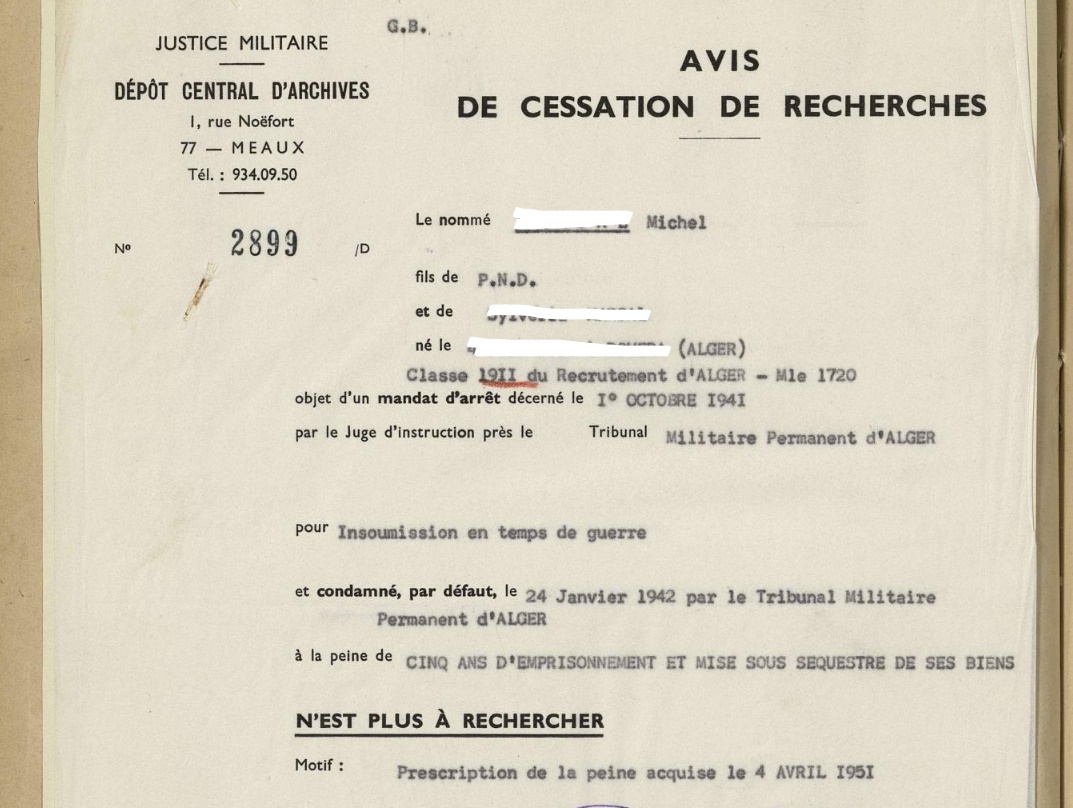 G.B.
JUSTICE MILITAIRE
DÉPÔT CENTRAL D'ARCHIVES
1, rue Noëfort
77 — MEAUX
Tél. : 934.09.50
Nº 2899 /D
AVIS
DE CESSATION DE RECHERCHES
Le nommé Michel
fils de P.N.D.
et de
né le (ALGER)
Classe 19II du Recrutement d'ALGER - Mle 1720
objet d'un mandat d'arrêt décerné le I° OCTOBRE I94I
par le Juge d'instruction près le Tribunal Militaire Permanent d'ALGER
pour Insoumission en temps de guerre
et condamné, par défaut, le 24 Janvier 1942 par le Tribunal Militaire
Permanent d'ALGER
à la peine de CINQ ANS D'EMPRISONNEMENT ET MISE SOUS SEQUESTRE DE SES BIENS
N'EST PLUS À RECHERCHER
Motif : Prescription de la peine acquise le 4 AVRIL I95I